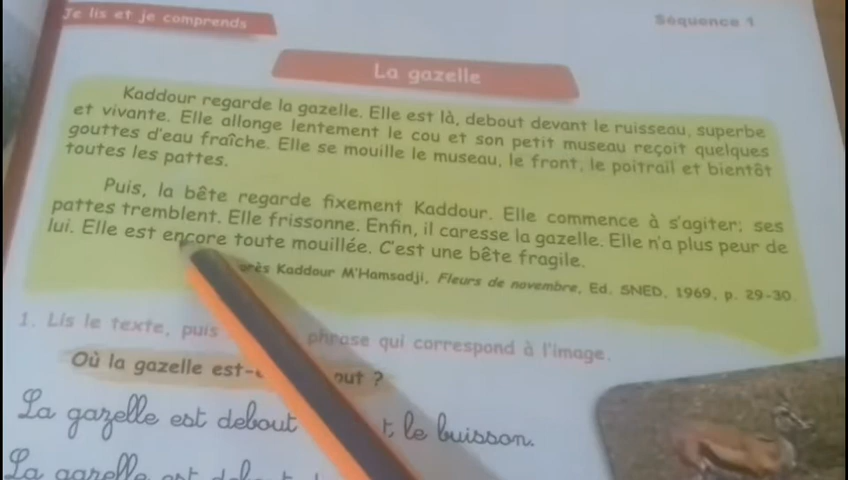 Je lis et je comprends
Séquence 1
La gazelle
Kaddour regarde la gazelle. Elle est là, debout devant le ruisseau, superbe
et vivante. Elle allonge lentement le cou et son petit museau reçoit quelques
gouttes d'eau fraîche. Elle se mouille le museau, le front, le poitrail et bientôt
toutes les pattes.
Puis, la bête regarde fixement Kaddour. Elle commence à s'agiter; ses
pattes tremblent. Elle frissonne. Enfin, il caresse la gazelle. Elle n'a plus peur de
lui. Elle est encore toute mouillée. C'est une bête fragile.
Kaddour M'Hamsadji, Fleurs de novembre, Ed. SNED, 1969, p. 29-30.
1. Lis le texte, puis phrase qui correspond à l'image.
Où la gazelle
La gazelle est debout le buisson.
La gazelle est